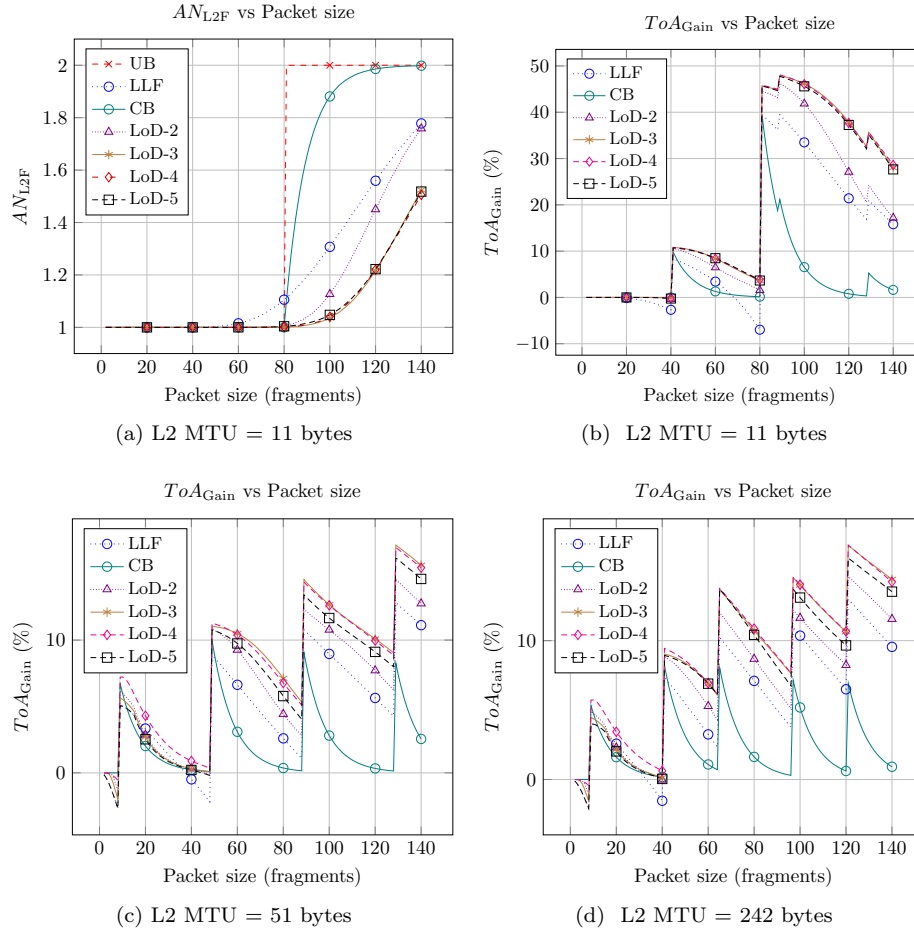 AN_L2F vs Packet size
2
1.8
1.6
1.4
1.2
1
AN_L2F
UB
LLF
CB
LoD-2
LoD-3
LoD-4
LoD-5
0 20 40 60 80 100 120 140
Packet size (fragments)
(a) L2 MTU = 11 bytes
ToA_Gain vs Packet size
50
40
30
20
10
0
−10
ToA_Gain (%)
LLF
CB
LoD-2
LoD-3
LoD-4
LoD-5
0 20 40 60 80 100 120 140
Packet size (fragments)
(b) L2 MTU = 11 bytes
ToA_Gain vs Packet size
10
0
ToA_Gain (%)
LLF
CB
LoD-2
LoD-3
LoD-4
LoD-5
0 20 40 60 80 100 120 140
Packet size (fragments)
(c) L2 MTU = 51 bytes
ToA_Gain vs Packet size
10
0
ToA_Gain (%)
LLF
CB
LoD-2
LoD-3
LoD-4
LoD-5
0 20 40 60 80 100 120 140
Packet size (fragments)
(d) L2 MTU = 242 bytes